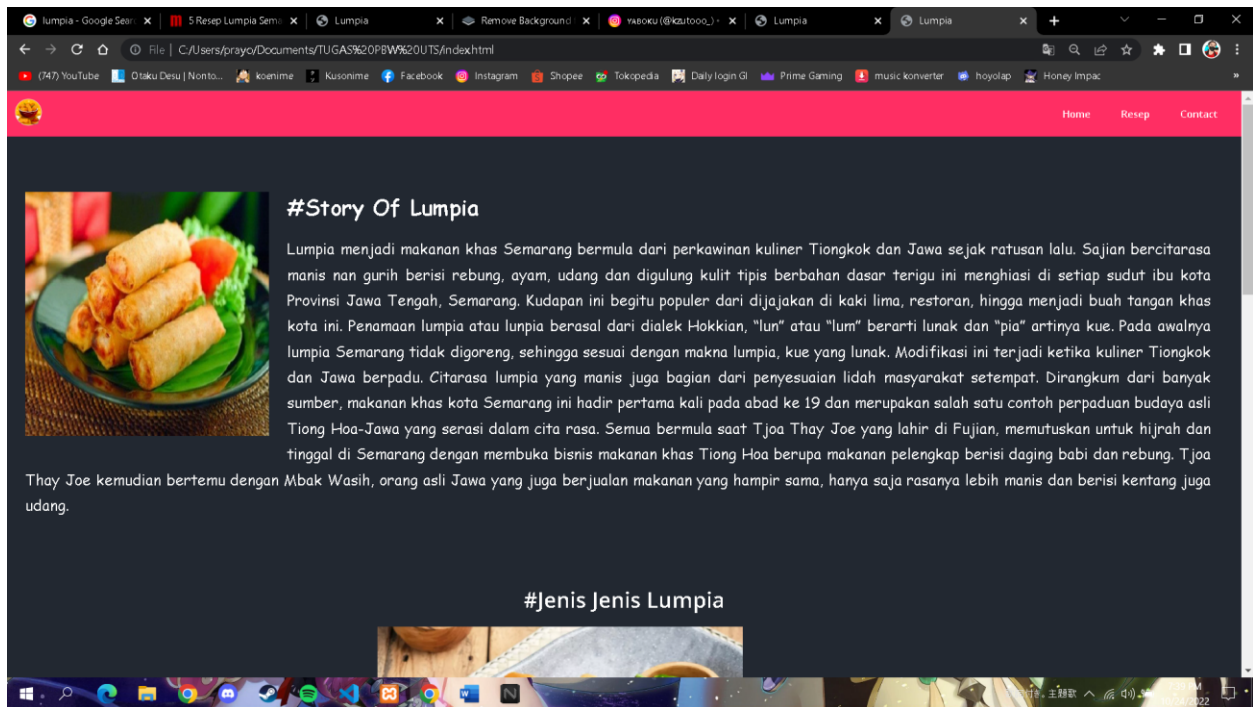 lumpia - Google Sear
5 Resep Lumpia Sema
Lumpia
Remove Background
YABOKU (@kzutooo_) •
Lumpia
Lumpia
File | C:/Users/prayo/Documents/TUGAS%20PBW%20UTS/index.html
(747) YouTube
Otaku Desu | Nonto...
koenime
Kusonime
Facebook
Instagram
Shopee
Tokopedia
Daily login GI
Prime Gaming
music konverter
hoyolap
Honey Impac
»
Home
Resep
Contact
#Story Of Lumpia
Lumpia menjadi makanan khas Semarang bermula dari perkawinan kuliner Tiongkok dan Jawa sejak ratusan lalu. Sajian bercitarasa
manis nan gurih berisi rebung, ayam, udang dan digulung kulit tipis berbahan dasar terigu ini menghiasi di setiap sudut ibu kota
Provinsi Jawa Tengah, Semarang. Kudapan ini begitu populer dari dijajakan di kaki lima, restoran, hingga menjadi buah tangan khas
kota ini. Penamaan lumpia atau lunpia berasal dari dialek Hokkian, “lun” atau “lum” berarti lunak dan “pia” artinya kue. Pada awalnya
lumpia Semarang tidak digoreng, sehingga sesuai dengan makna lumpia, kue yang lunak. Modifikasi ini terjadi ketika kuliner Tiongkok
dan Jawa berpadu. Citarasa lumpia yang manis juga bagian dari penyesuaian lidah masyarakat setempat. Dirangkum dari banyak
sumber, makanan khas kota Semarang ini hadir pertama kali pada abad ke 19 dan merupakan salah satu contoh perpaduan budaya asli
Tiong Hoa-Jawa yang serasi dalam cita rasa. Semua bermula saat Tjoa Thay Joe yang lahir di Fujian, memutuskan untuk hijrah dan
tinggal di Semarang dengan membuka bisnis makanan khas Tiong Hoa berupa makanan pelengkap berisi daging babi dan rebung. Tjoa
Thay Joe kemudian bertemu dengan Mbak Wasih, orang asli Jawa yang juga berjualan makanan yang hampir sama, hanya saja rasanya lebih manis dan berisi kentang juga
udang.
#Jenis Jenis Lumpia
主題歌